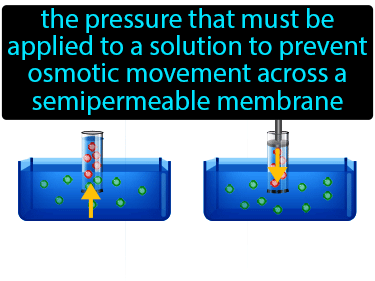 the pressure that must be
applied to a solution to prevent
osmotic movement across a
semipermeable membrane